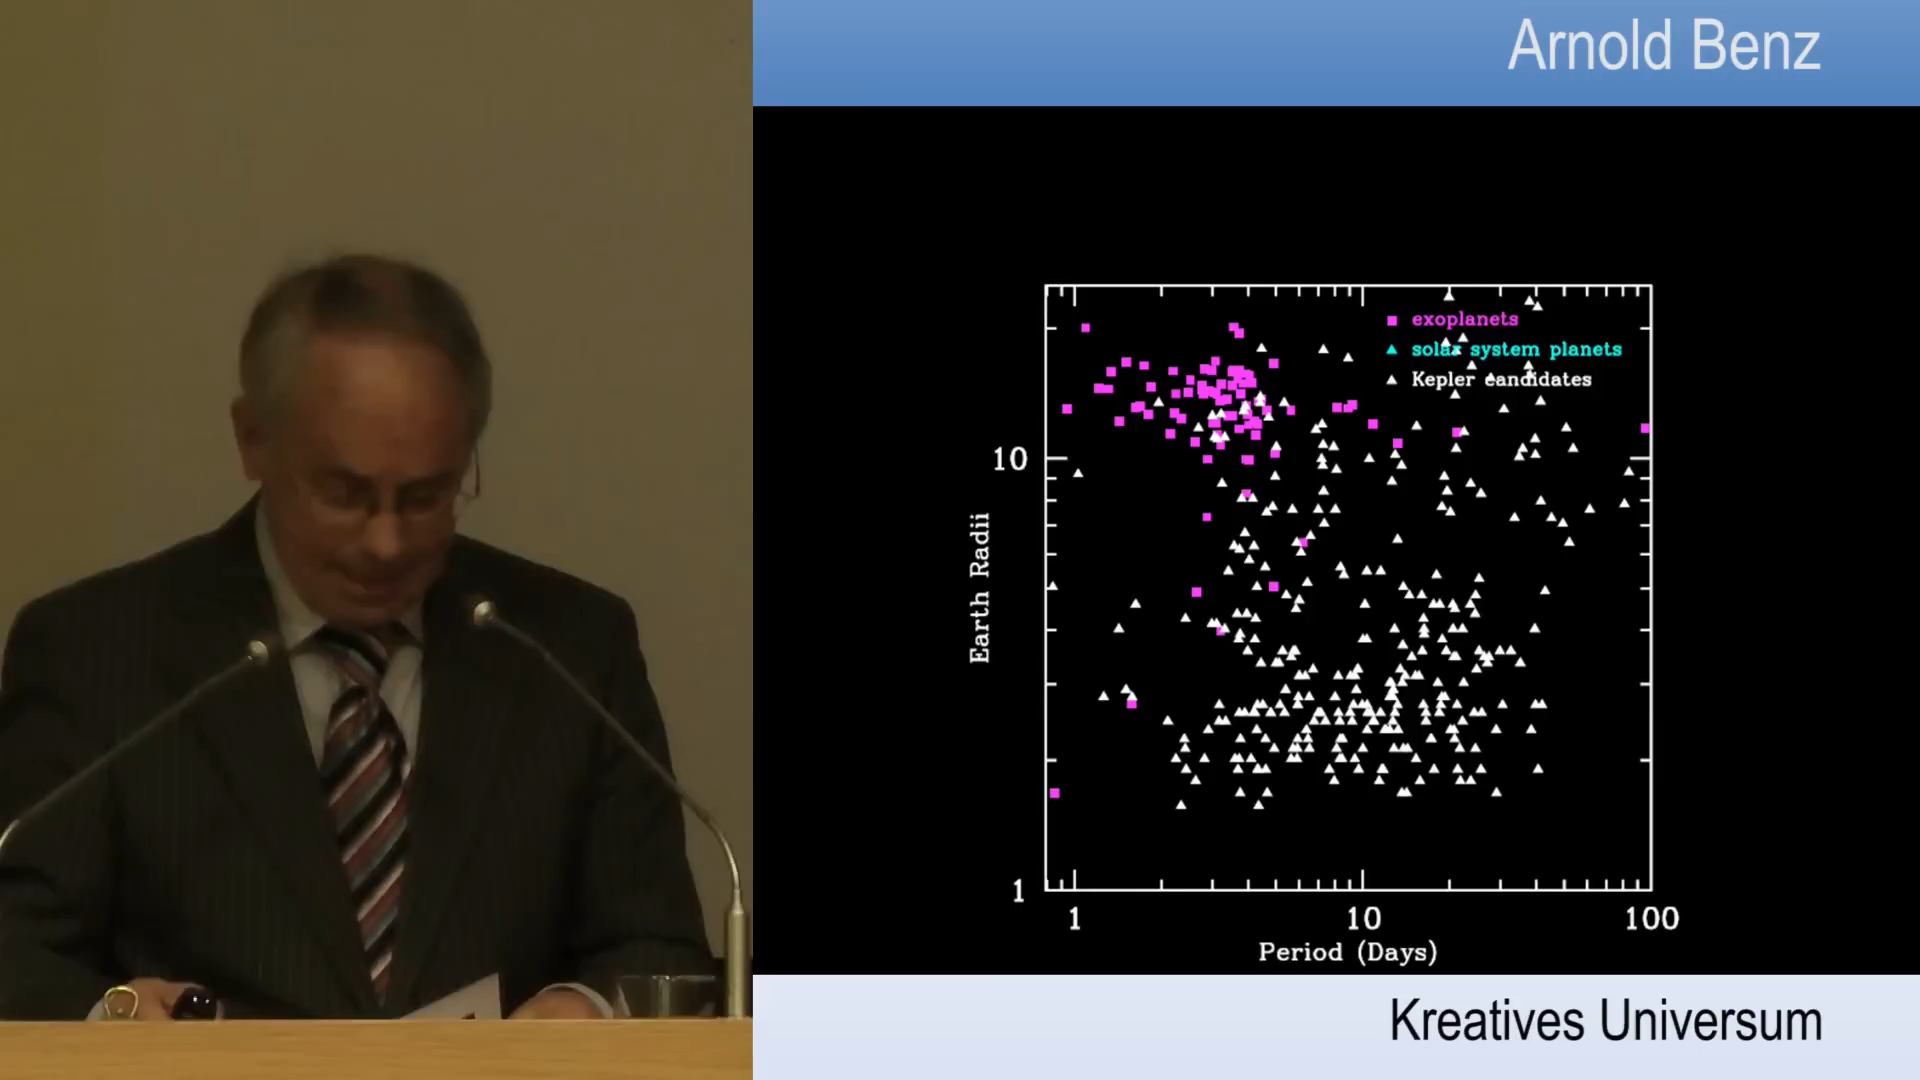 Arnold Benz
exoplanets
solar system planets
Kepler candidates
10
Earth Radii
1
1 10 100
Period (Days)
Kreatives Universum